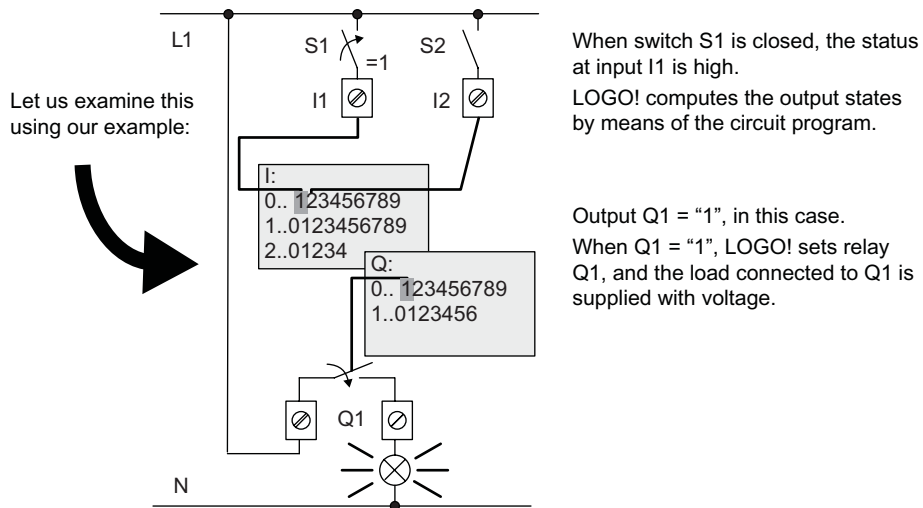 L1
S1
=1
S2
I1
I2
Let us examine this
using our example:
I:
0.. 123456789
1..0123456789
2..01234
Q:
0.. 123456789
1..0123456
Q1
N
When switch S1 is closed, the status
at input I1 is high.
LOGO! computes the output states
by means of the circuit program.
Output Q1 = “1”, in this case.
When Q1 = “1”, LOGO! sets relay
Q1, and the load connected to Q1 is
supplied with voltage.